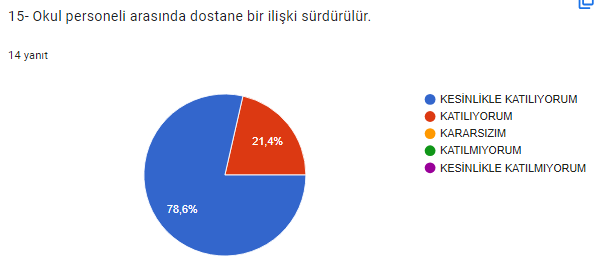 15- Okul personeli arasında dostane bir ilişki sürdürülür.
14 yanıt
21,4%
78,6%
KESİNLİKLE KATILIYORUM
KATILIYORUM
KARARSIZIM
KATILMIYORUM
KESİNLİKLE KATILMIYORUM